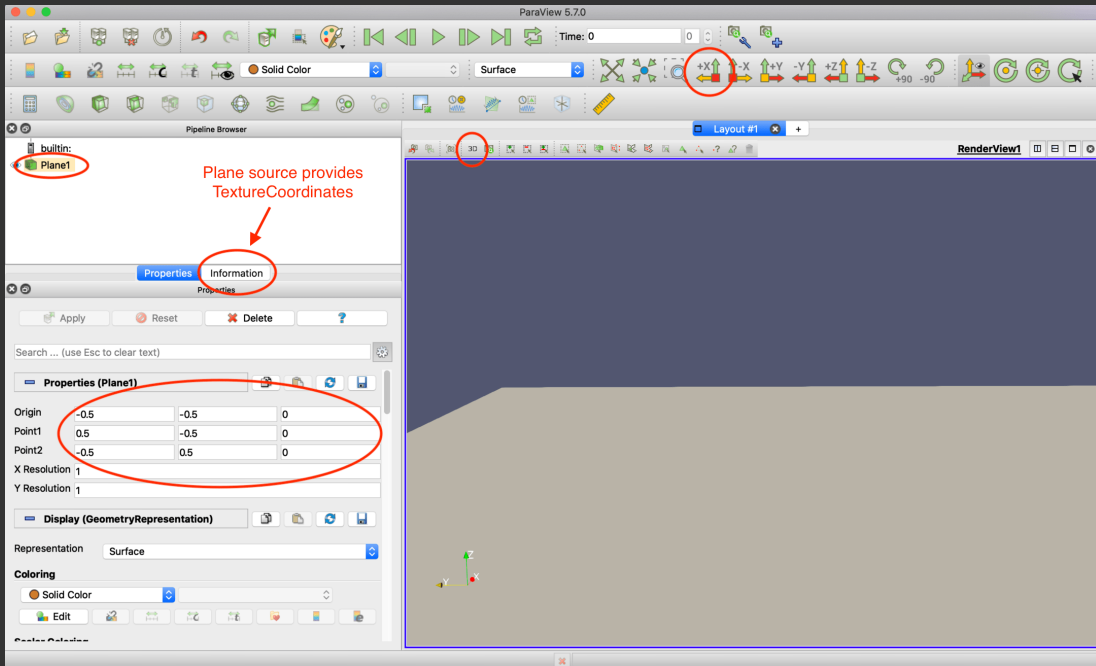 ParaView 5.7.0
Time: 0 0
Solid Color Surface +X -X +Y -Y +Z -Z +90 -90
Pipeline Browser
Layout #1 +
builtin:
3D
RenderView1
Plane1
Plane source provides
TextureCoordinates
Properties Information
Properties
Apply Reset Delete ?
Search ... (use Esc to clear text)
Properties (Plane1)
Origin -0.5 -0.5 0
Point1 0.5 -0.5 0
Point2 -0.5 0.5 0
X Resolution 1
Y Resolution 1
Display (GeometryRepresentation)
Representation Surface
Z
Y X
Coloring
Solid Color
Edit
Scalar Coloring